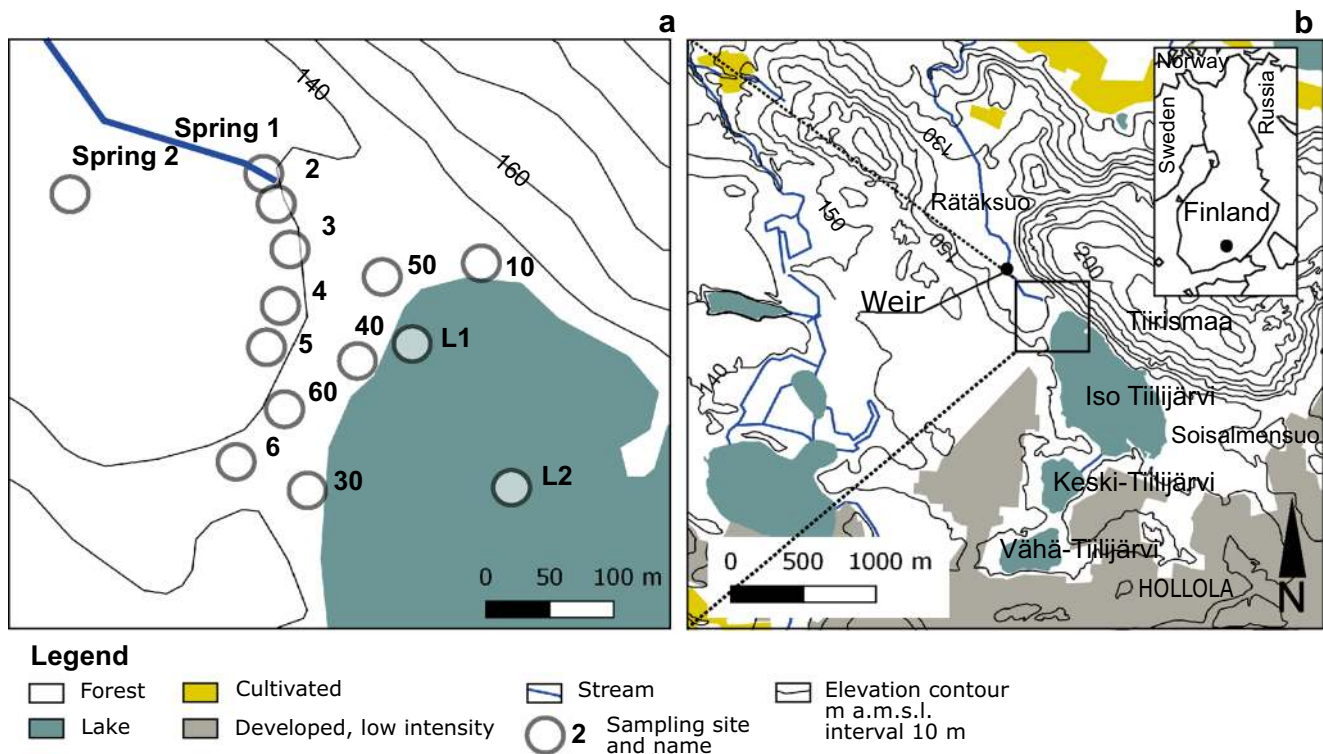 a
140
160
Spring 1
Spring 2
2
3
50
10
4
40
L1
5
60
6
30
L2
0 50 100 m
b
Norway
Sweden
Russia
Finland
130
Rätäksuo
150
150
200
Weir
Tiirismaa
140
Iso Tiilijärvi
Soisalmensuo
Keski-Tiilijärvi
Vähä-Tiilijärvi
HOLLOLA
N
0 500 1000 m
Legend
Forest
Cultivated
Stream
Elevation contour
m a.m.s.l.
interval 10 m
Lake
Developed, low intensity
2
Sampling site
and name